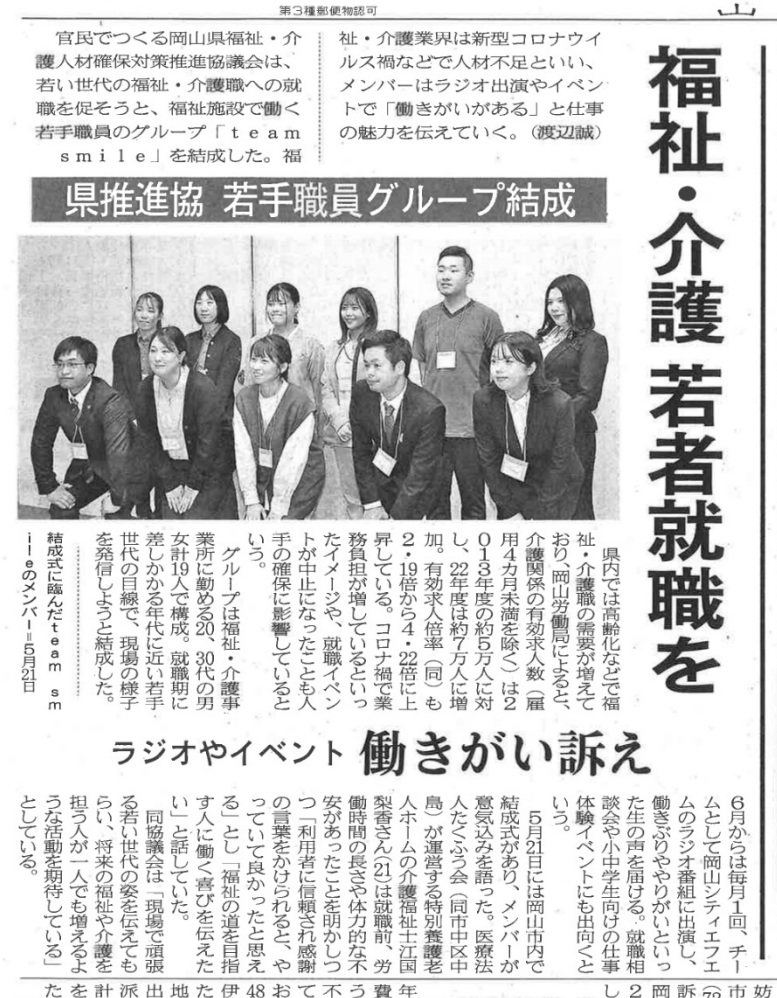 第3種郵便物認可
山
福祉・介護 若者就職を
官民でつくる岡山県福祉・介
護人材確保対策推進協議会は、
若い世代の福祉・介護職への就
職を促そうと、福祉施設で働く
若手職員のグループ「ｔｅａｍ
ｓｍｉｌｅ」を結成した。福
祉・介護業界は新型コロナウイ
ルス禍などで人材不足といい、
メンバーはラジオ出演やイベン
トで「働きがいがある」と仕事
の魅力を伝えていく。（渡辺誠）
県推進協 若手職員グループ結成
県内では高齢化などで福
祉・介護職の需要が増えて
おり、岡山労働局によると、
介護関係の有効求人数（雇
用4カ月未満を除く）は2
013年度の約5万人に対
し、22年度は約7万人に増
加。有効求人倍率（同）も
2・19倍から4・22倍に上
昇している。コロナ禍で業
務負担が増しているといっ
たイメージや、就職イベン
トが中止になったことも人
手の確保に影響していると
いう。
グループは福祉・介護事
業所に勤める20、30代の男
女計19人で構成。就職期に
差しかかる年代に近い若手
世代の目線で、現場の様子
を発信しようと結成した。
結成式に臨んだｔｅａｍ ｓｍ
ｉｌｅのメンバー＝5月21日
ラジオやイベント 働きがい訴え
6月からは毎月1回、チー
ムとして岡山シティエフエ
ムのラジオ番組に出演し、
働きぶりややりがいといっ
た生の声を届ける。就職相
談会や小中学生向けの仕事
体験イベントにも出向くと
いう。
5月21日には岡山市内で
結成式があり、メンバーが
意気込みを語った。医療法
人たくふう会（同市中区中
島）が運営する特別養護老
人ホームの介護福祉士江国
梨香さん（21）は就職前、労
働時間の長さや体力的な不
安があったことを明かしつ
つ「利用者に信頼され感謝
の言葉をかけられると、や
っていて良かったと思え
る」とし「福祉の道を目指
す人に働く喜びを伝えた
い」と話していた。
同協議会は「現場で頑張
る若い世代の姿を伝えても
らい、将来の福祉や介護を
担う人が一人でも増えるよ
うな活動を期待している」
としている。